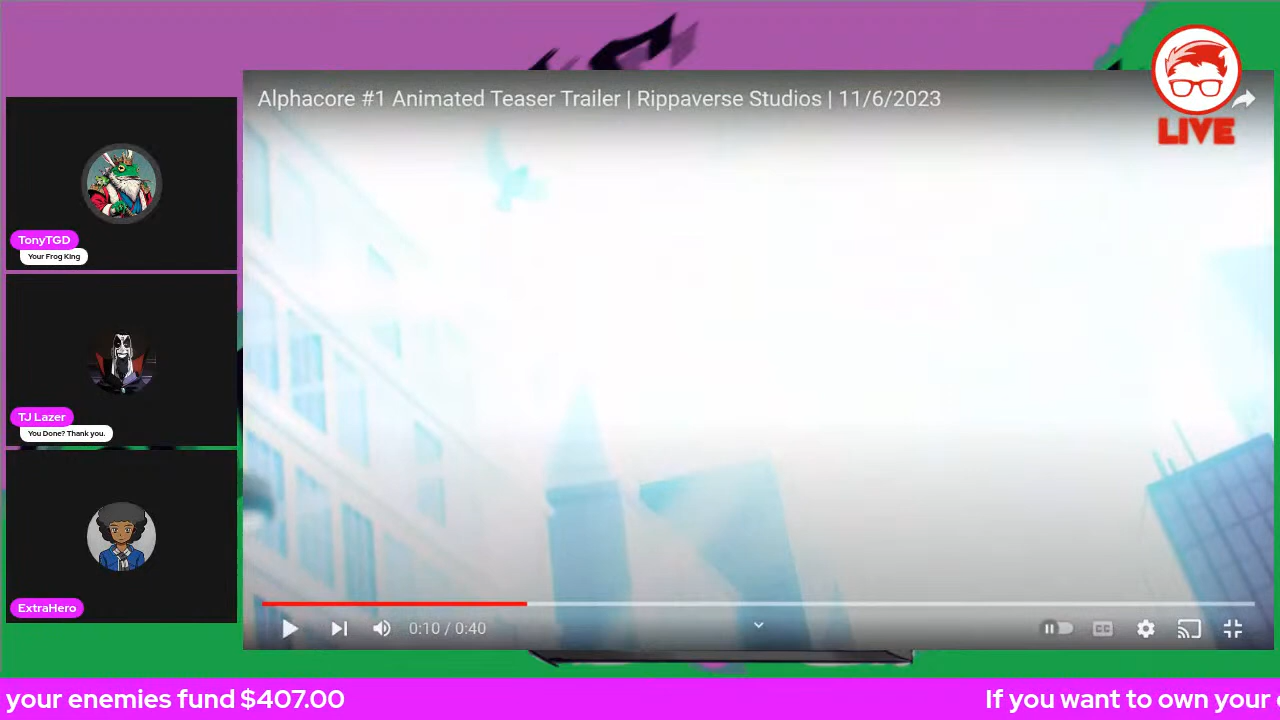 Alphacore #1 Animated Teaser Trailer | Rippaverse Studios | 11/6/2023
LIVE
TonyTGD
Your Frog King
TJ Lazer
You Done? Thank you.
ExtraHero
0:10 / 0:40
CC
your enemies fund $407.00
If you want to own your